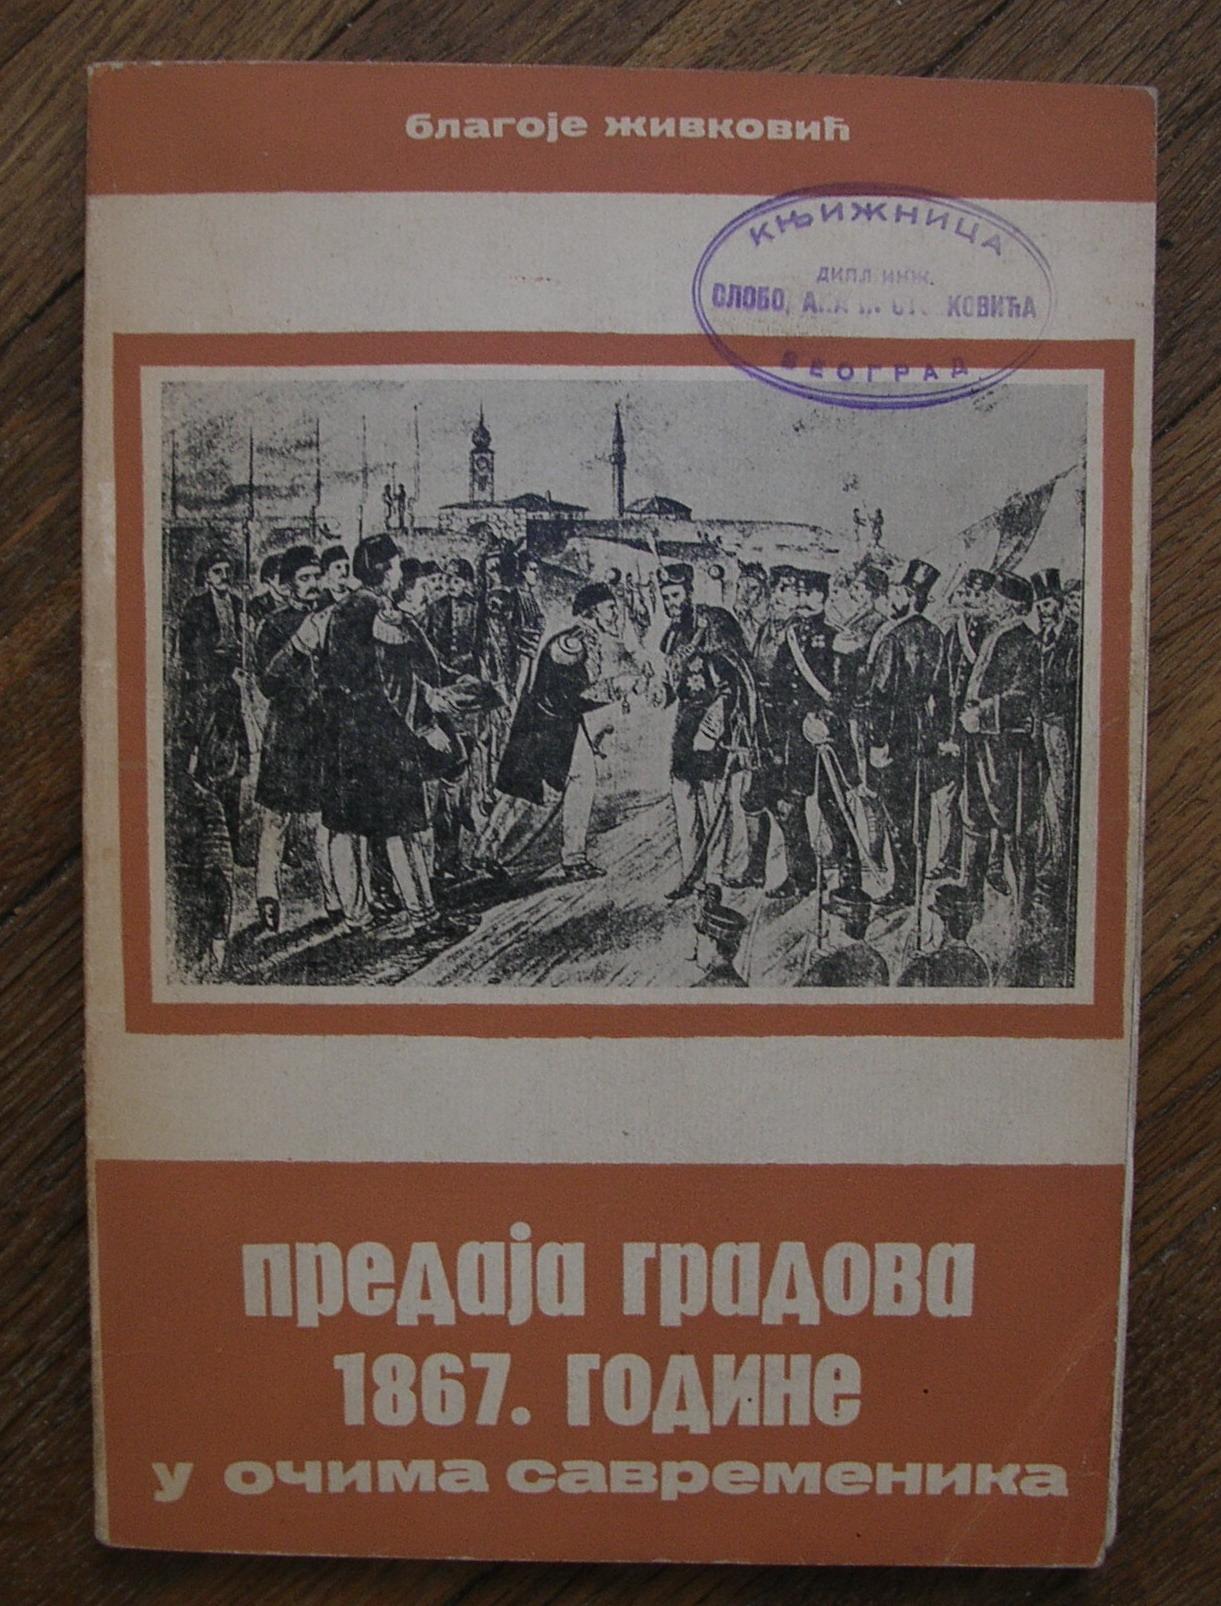 благоје живковић
КЊИЖНИЦА
ДИПЛ. ИНЖ.
БЕОГРАД
предаја градова
1867. године
у очима савременика